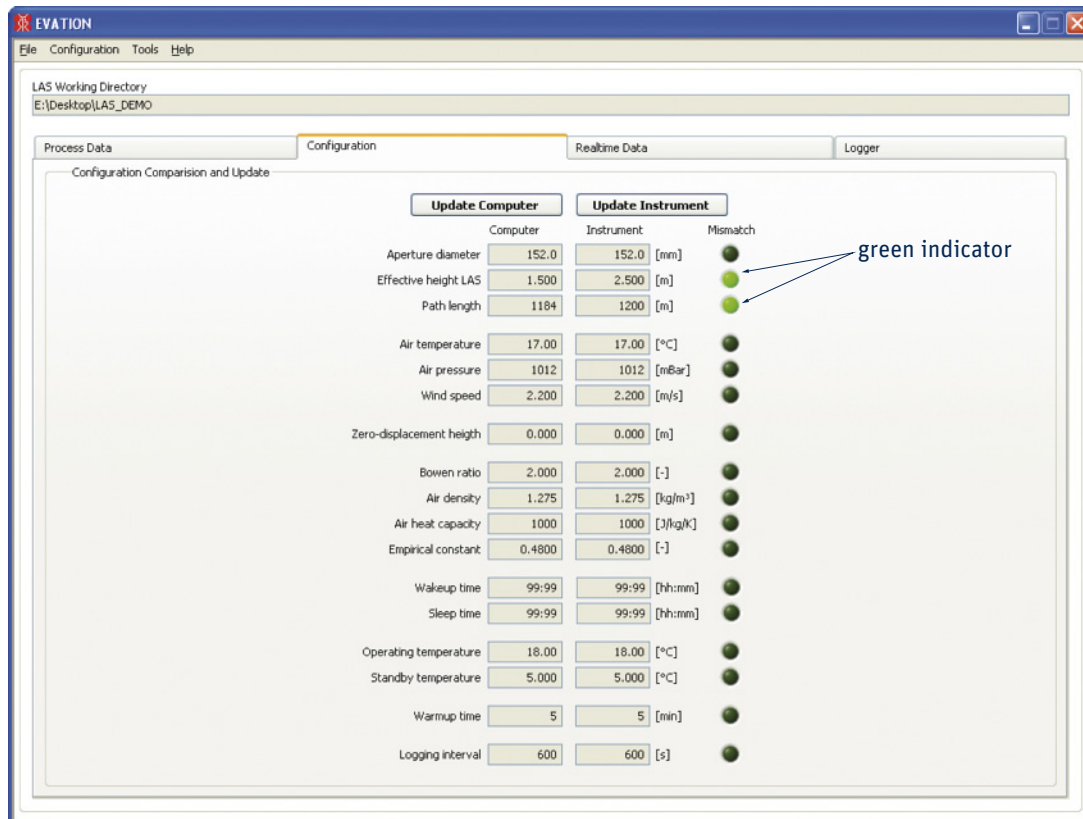 EVATION
File Configuration Tools Help
LAS Working Directory
E:\Desktop\LAS_DEMO
Process Data Configuration Realtime Data Logger
Configuration Comparision and Update
Update Computer Update Instrument
Computer Instrument Mismatch
Aperture diameter 152.0 152.0 [mm]
green indicator
Effective height LAS 1.500 2.500 [m]
Path length 1184 1200 [m]
Air temperature 17.00 17.00 [°C]
Air pressure 1012 1012 [mBar]
Wind speed 2.200 2.200 [m/s]
Zero-displacement heigth 0.000 0.000 [m]
Bowen ratio 2.000 2.000 [-]
Air density 1.275 1.275 [kg/m³]
Air heat capacity 1000 1000 [J/kg/K]
Empirical constant 0.4800 0.4800 [-]
Wakeup time 99:99 99:99 [hh:mm]
Sleep time 99:99 99:99 [hh:mm]
Operating temperature 18.00 18.00 [°C]
Standby temperature 5.000 5.000 [°C]
Warmup time 5 5 [min]
Logging interval 600 600 [s]